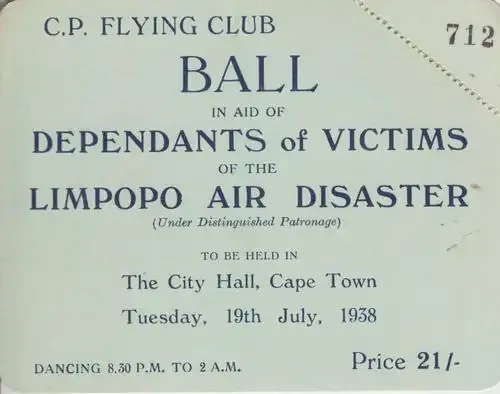 C.P. FLYING CLUB
712
BALL
IN AID OF
DEPENDANTS of VICTIMS
OF THE
LIMPOPO AIR DISASTER
(Under Distinguished Patronage)
TO BE HELD IN
The City Hall, Cape Town
Tuesday, 19th July, 1938
DANCING 8.30 P.M. TO 2 A.M.
Price 21/-